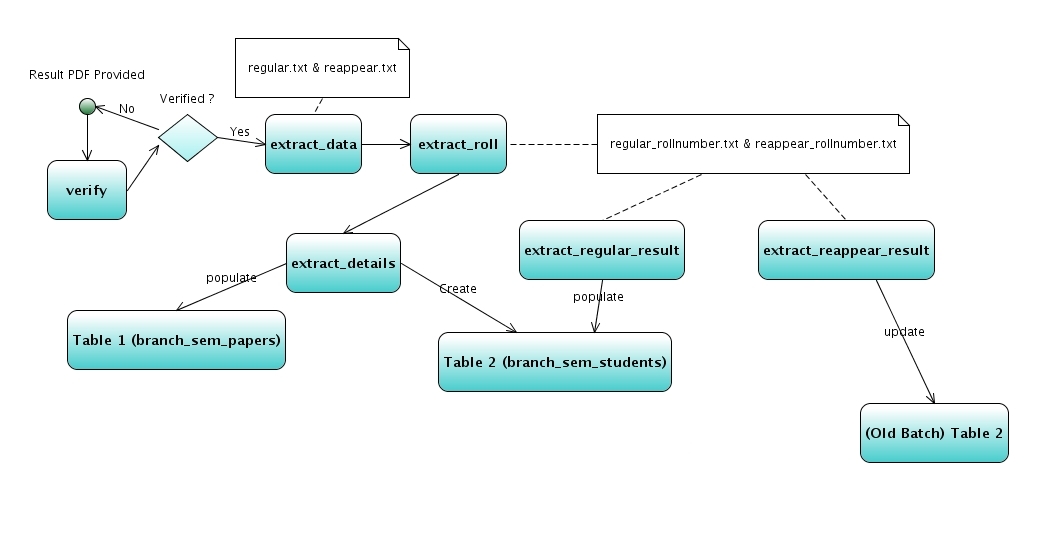 regular.txt & reappear.txt
Result PDF Provided
Verified ?
No
Yes
extract_data
extract_roll
regular_rollnumber.txt & reappear_rollnumber.txt
verify
extract_details
extract_regular_result
extract_reappear_result
populate
Create
populate
Table 1 (branch_sem_papers)
Table 2 (branch_sem_students)
update
(Old Batch) Table 2